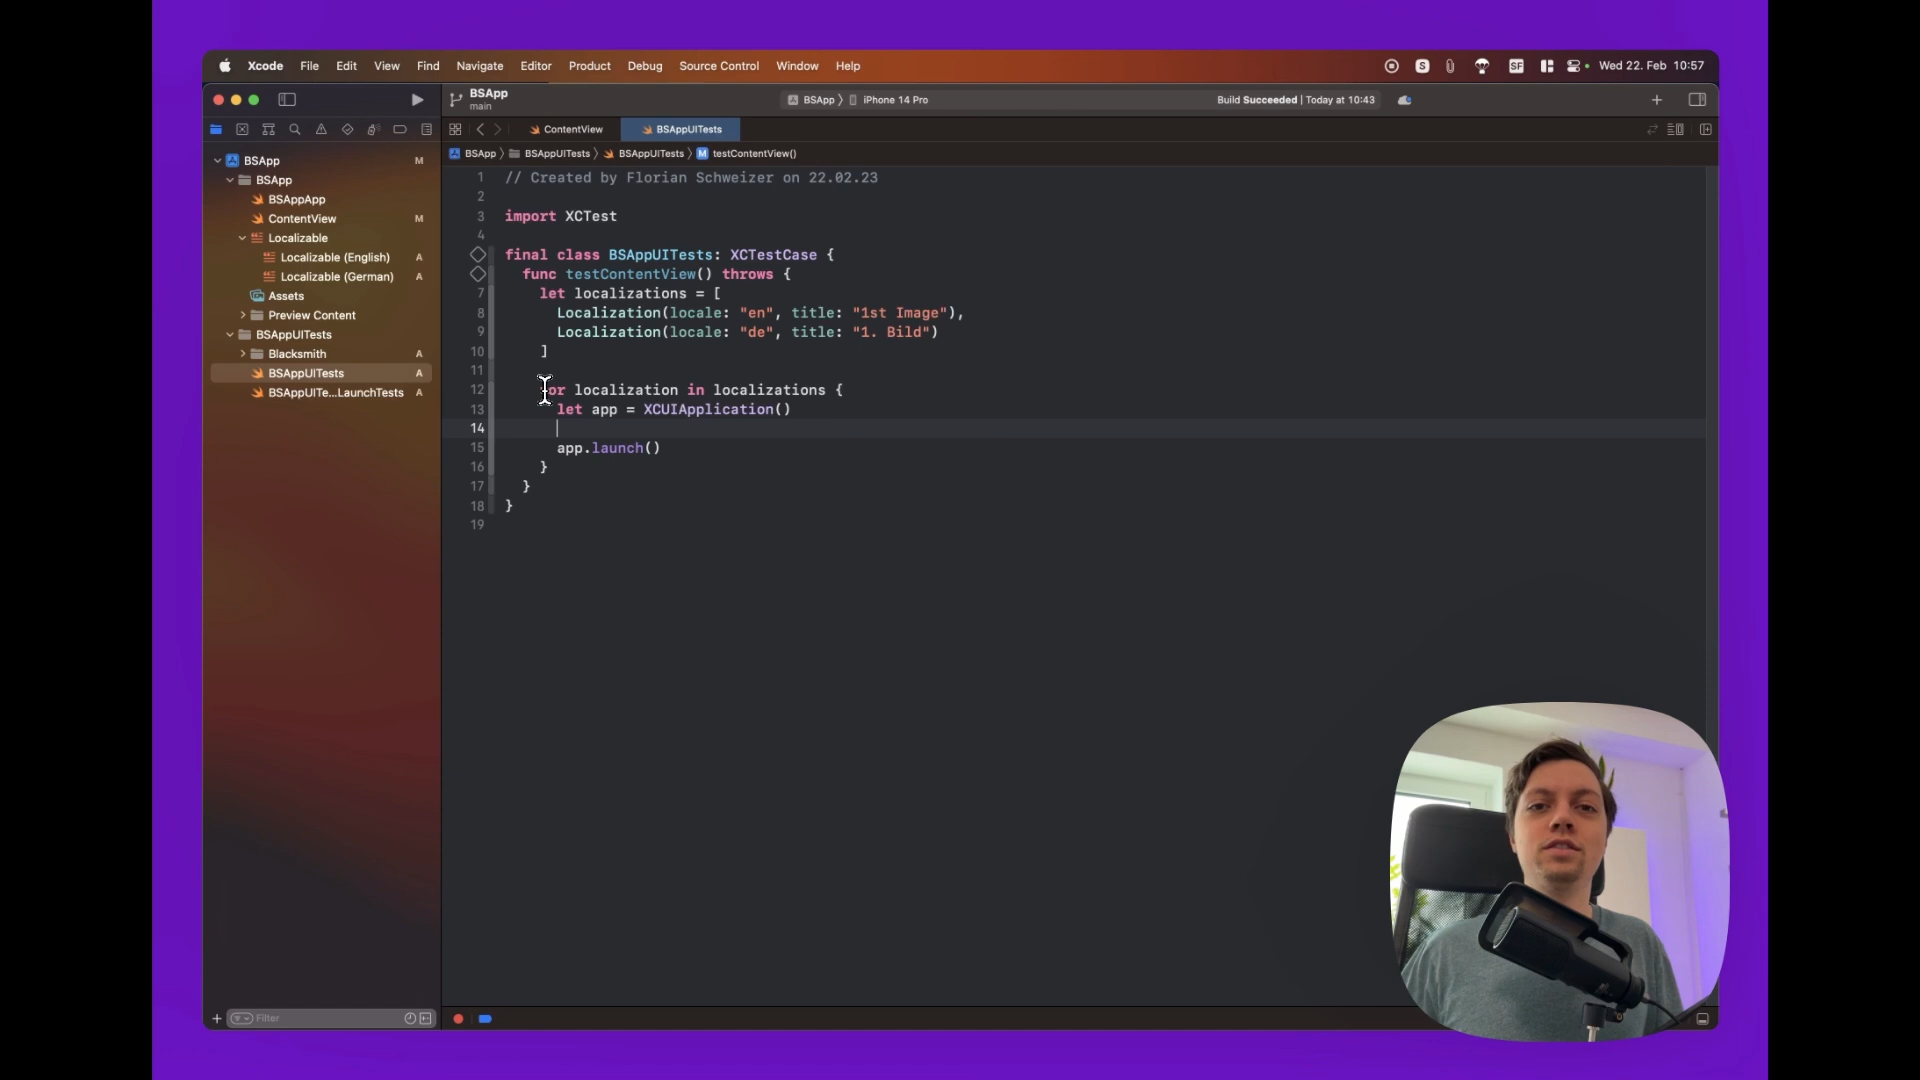 Xcode File Edit View Find Navigate Editor Product Debug Source Control Window Help
S SF Wed 22. Feb 10:57
BSApp
main
BSApp iPhone 14 Pro
Build Succeeded | Today at 10:43
ContentView
BSAppUITests
BSApp BSAppUITests BSAppUITests M testContentView()
BSApp M
BSApp
BSAppApp
ContentView M
Localizable
Localizable (English) A
Localizable (German) A
Assets
Preview Content
BSAppUITests
Blacksmith A
BSAppUITests A
BSAppUITe...LaunchTests A
Filter
1 // Created by Florian Schweizer on 22.02.23
2
3 import XCTest
4
final class BSAppUITests: XCTestCase {
func testContentView() throws {
7 let localizations = [
8 Localization(locale: "en", title: "1st Image"),
9 Localization(locale: "de", title: "1. Bild")
10 ]
11
12 for localization in localizations {
13 let app = XCUIApplication()
14
15 app.launch()
16 }
17 }
18 }
19